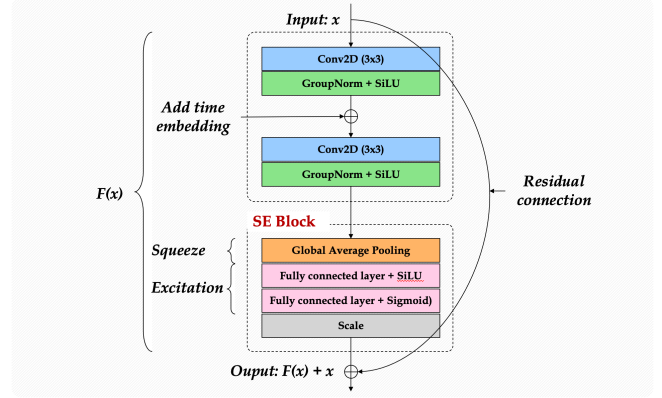 Input: x
Conv2D (3x3)
GroupNorm + SiLU
Add time
embedding
Conv2D (3x3)
GroupNorm + SiLU
F(x)
Residual
connection
SE Block
Squeeze
Global Average Pooling
Excitation
Fully connected layer + SiLU
Fully connected layer + Sigmoid)
Scale
Ouput: F(x) + x